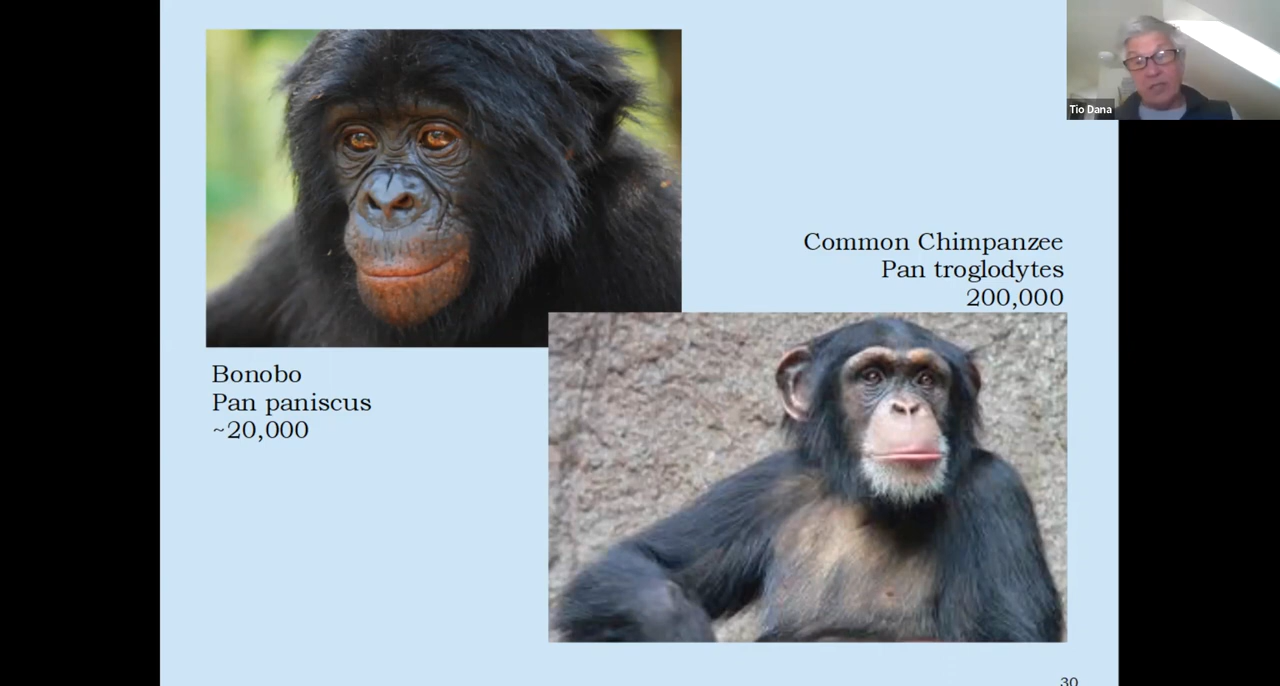 Tio Dana
Common Chimpanzee
Pan troglodytes
200,000
Bonobo
Pan paniscus
~20,000
30